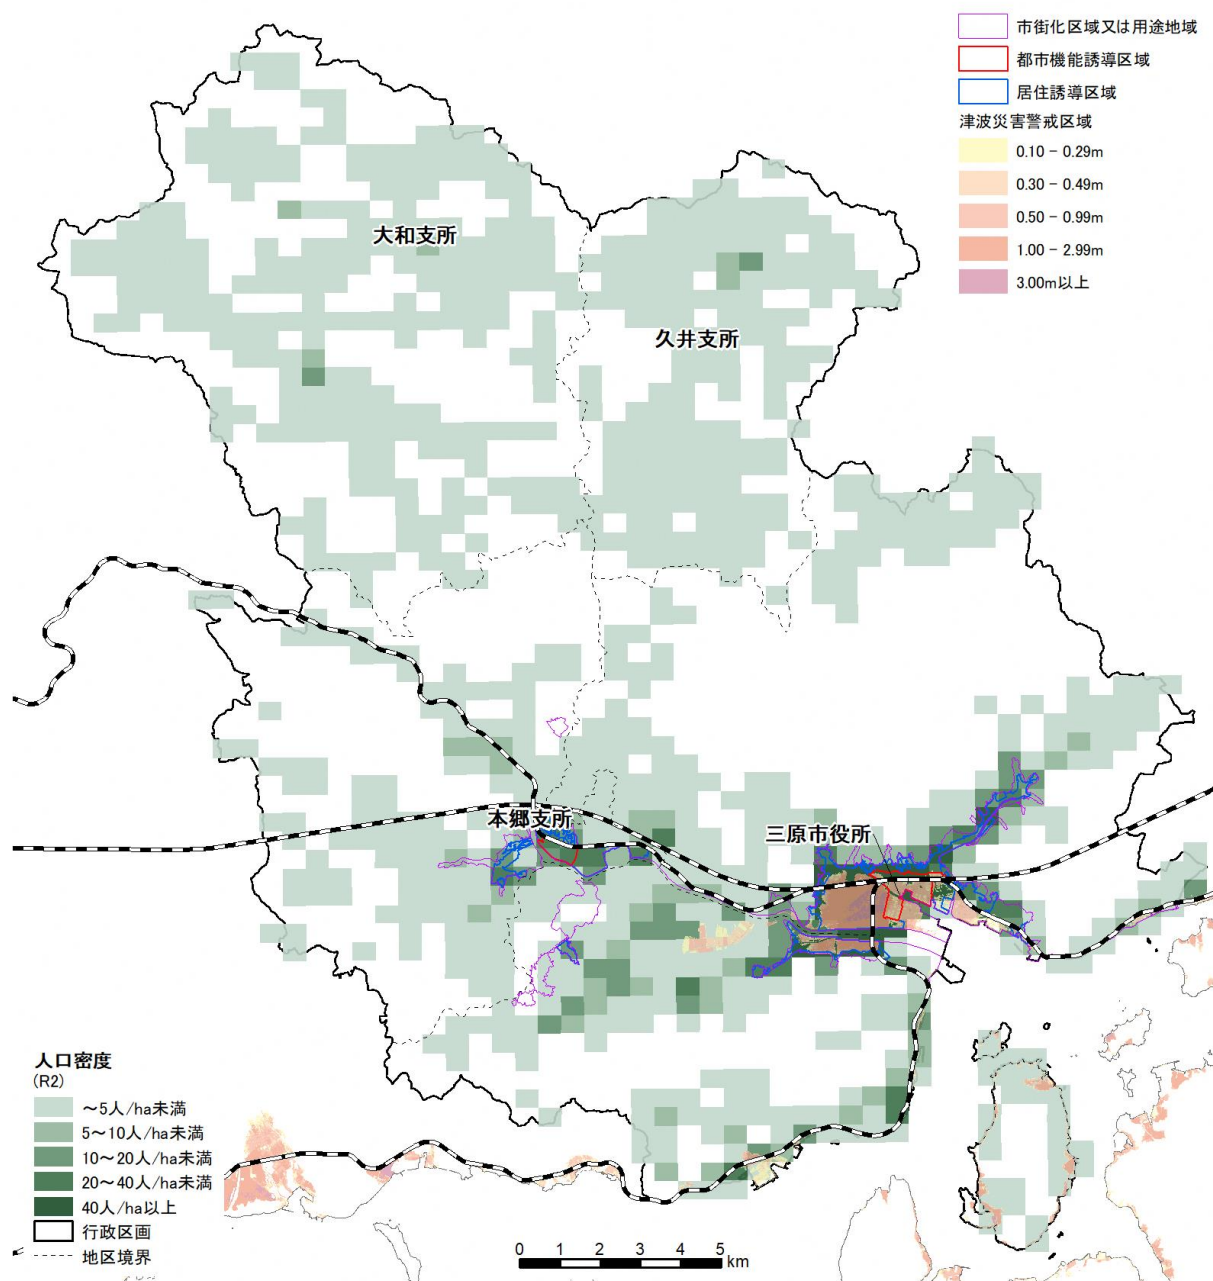 市街化区域又は用途地域
都市機能誘導区域
居住誘導区域
津波災害警戒区域
0.10 - 0.29m
0.30 - 0.49m
0.50 - 0.99m
1.00 - 2.99m
3.00m以上
大和支所
久井支所
本郷支所
三原市役所
人口密度
(R2)
～5人/ha未満
5～10人/ha未満
10～20人/ha未満
20～40人/ha未満
40人/ha以上
行政区画
地区境界
0 1 2 3 4 5
km